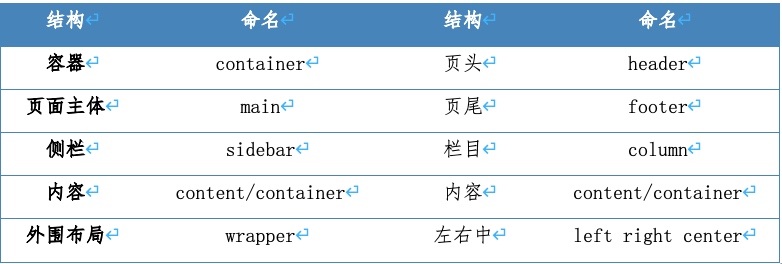 结构 命名 结构 命名
容器 container 页头 header
页面主体 main 页尾 footer
侧栏 sidebar 栏目 column
内容 content/container 内容 content/container
外围布局 wrapper 左右中 left right center